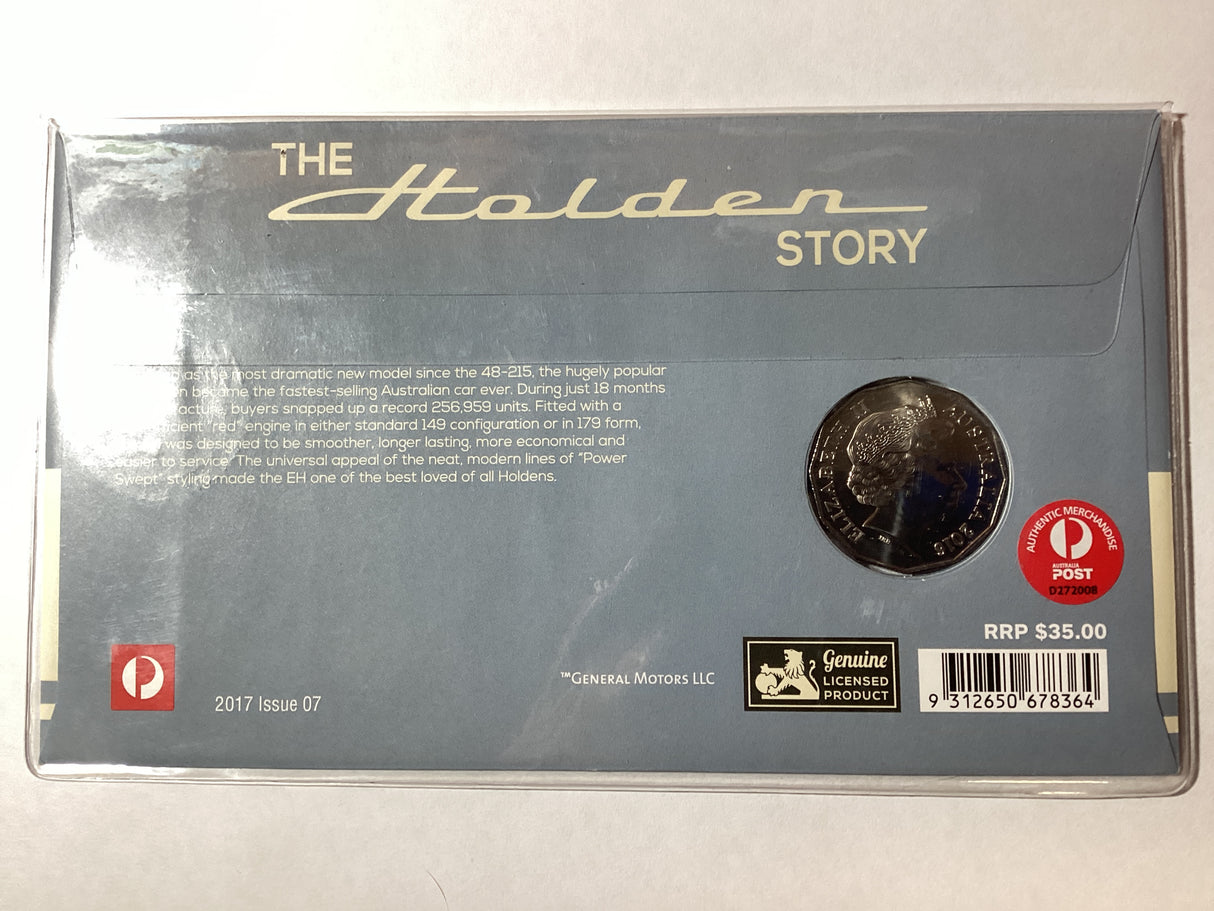 THE
Holden
STORY
as the most dramatic new model since the 48-215, the hugely popular
became the fastest-selling Australian car ever. During just 18 months
buyers snapped up a record 256,959 units. Fitted with a
"red" engine in either standard 149 configuration or in 179 form,
was designed to be smoother, longer lasting, more economical and
easier to service. The universal appeal of the neat, modern lines of "Power
Swept" styling made the EH one of the best loved of all Holdens.
ELIZABETH II AUSTRALIA 2016
AUTHENTIC MERCHANDISE
AUSTRALIA
POST
D272008
RRP $35.00
™GENERAL MOTORS LLC
Genuine
LICENSED
PRODUCT
9 312650 678364
2017 Issue 07